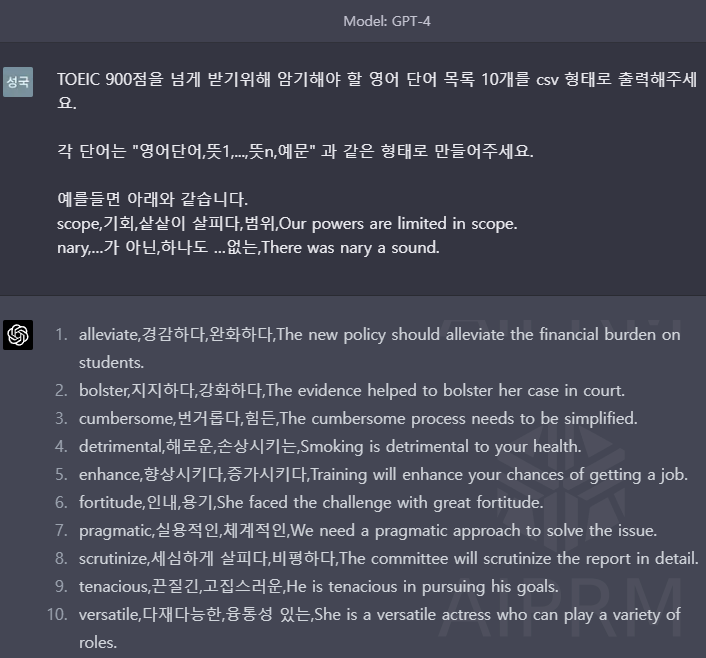 Model: GPT-4
성국
TOEIC 900점을 넘게 받기위해 암기해야 할 영어 단어 목록 10개를 csv 형태로 출력해주세
요.
각 단어는 "영어단어,뜻1,...,뜻n,예문" 과 같은 형태로 만들어주세요.
예를들면 아래와 같습니다.
scope,기회,샅샅이 살피다,범위,Our powers are limited in scope.
nary,...가 아닌,하나도 ...없는,There was nary a sound.
1. alleviate,경감하다,완화하다,The new policy should alleviate the financial burden on
students.
2. bolster,지지하다,강화하다,The evidence helped to bolster her case in court.
3. cumbersome,번거롭다,힘든,The cumbersome process needs to be simplified.
4. detrimental,해로운,손상시키는,Smoking is detrimental to your health.
5. enhance,향상시키다,증가시키다,Training will enhance your chances of getting a job.
6. fortitude,인내,용기,She faced the challenge with great fortitude.
7. pragmatic,실용적인,체계적인,We need a pragmatic approach to solve the issue.
8. scrutinize,세심하게 살피다,비평하다,The committee will scrutinize the report in detail.
9. tenacious,끈질긴,고집스러운,He is tenacious in pursuing his goals.
10. versatile,다재다능한,융통성 있는,She is a versatile actress who can play a variety of
roles.
AIPRM